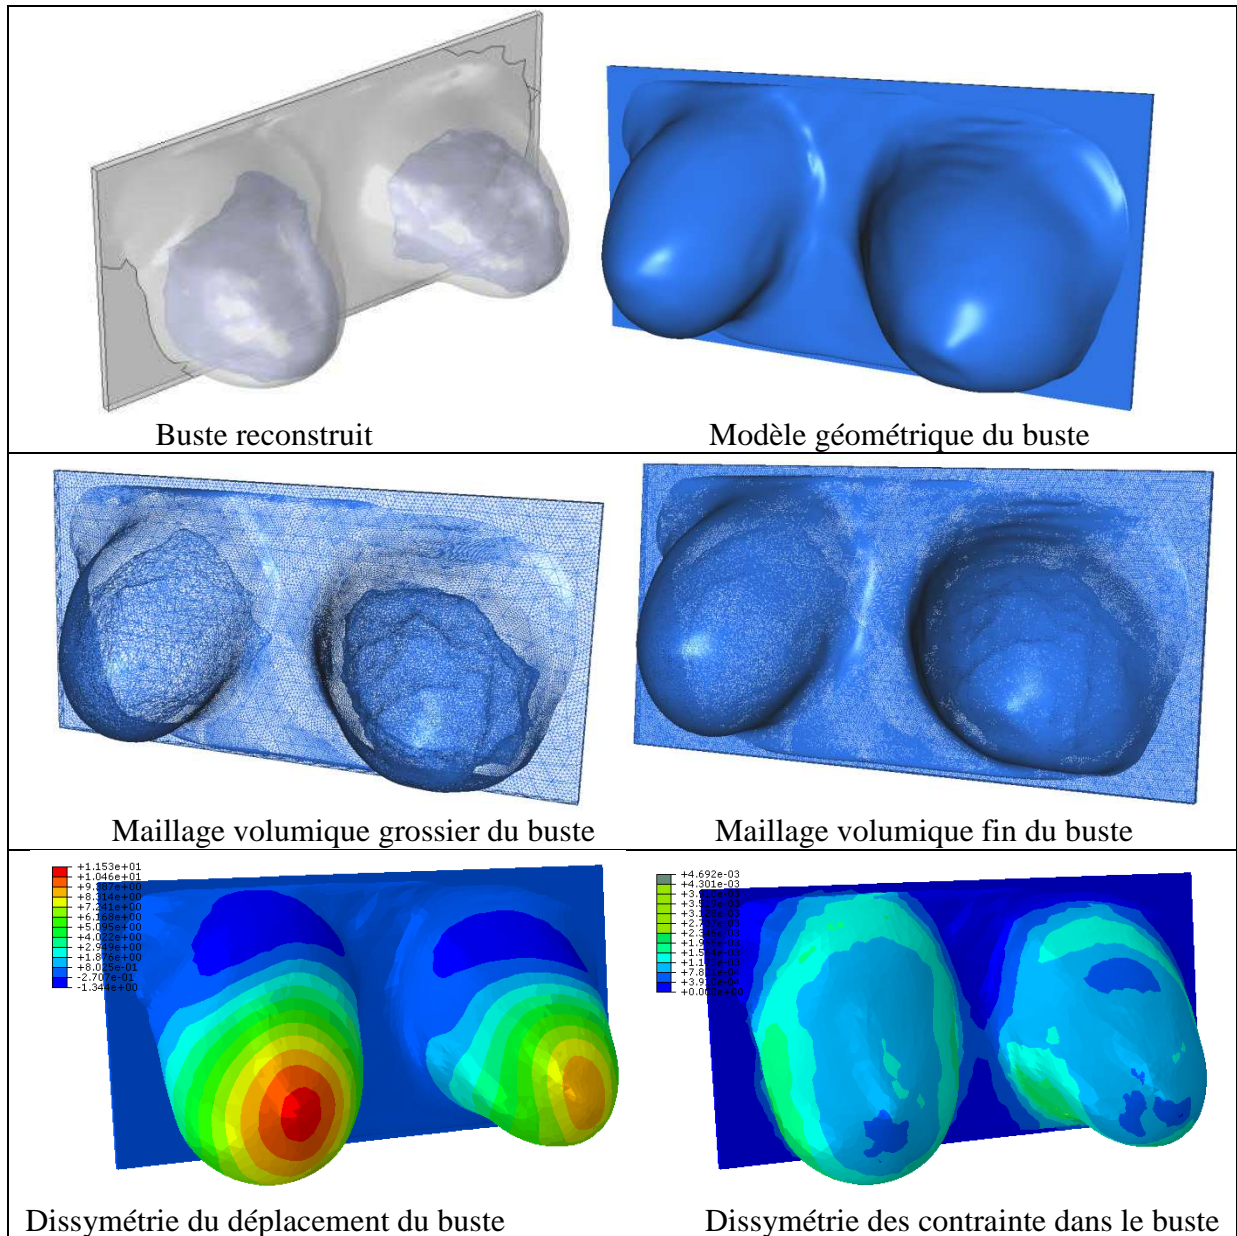 Buste reconstruit
Modèle géométrique du buste
Maillage volumique grossier du buste
Maillage volumique fin du buste
+1.153e+01
+1.046e+01
+9.387e+00
+8.314e+00
+7.241e+00
+6.168e+00
+5.095e+00
+4.022e+00
+2.949e+00
+1.876e+00
+8.025e-01
-2.707e-01
-1.344e+00
+4.692e-03
+4.301e-03
Dissymétrie du déplacement du buste
Dissymétrie des contrainte dans le buste